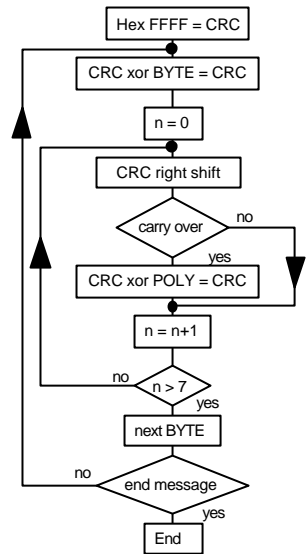 Hex FFFF = CRC
CRC xor BYTE = CRC
n = 0
CRC right shift
carry over
no
yes
CRC xor POLY = CRC
n = n+1
no
n > 7
yes
next BYTE
no
end message
yes
End